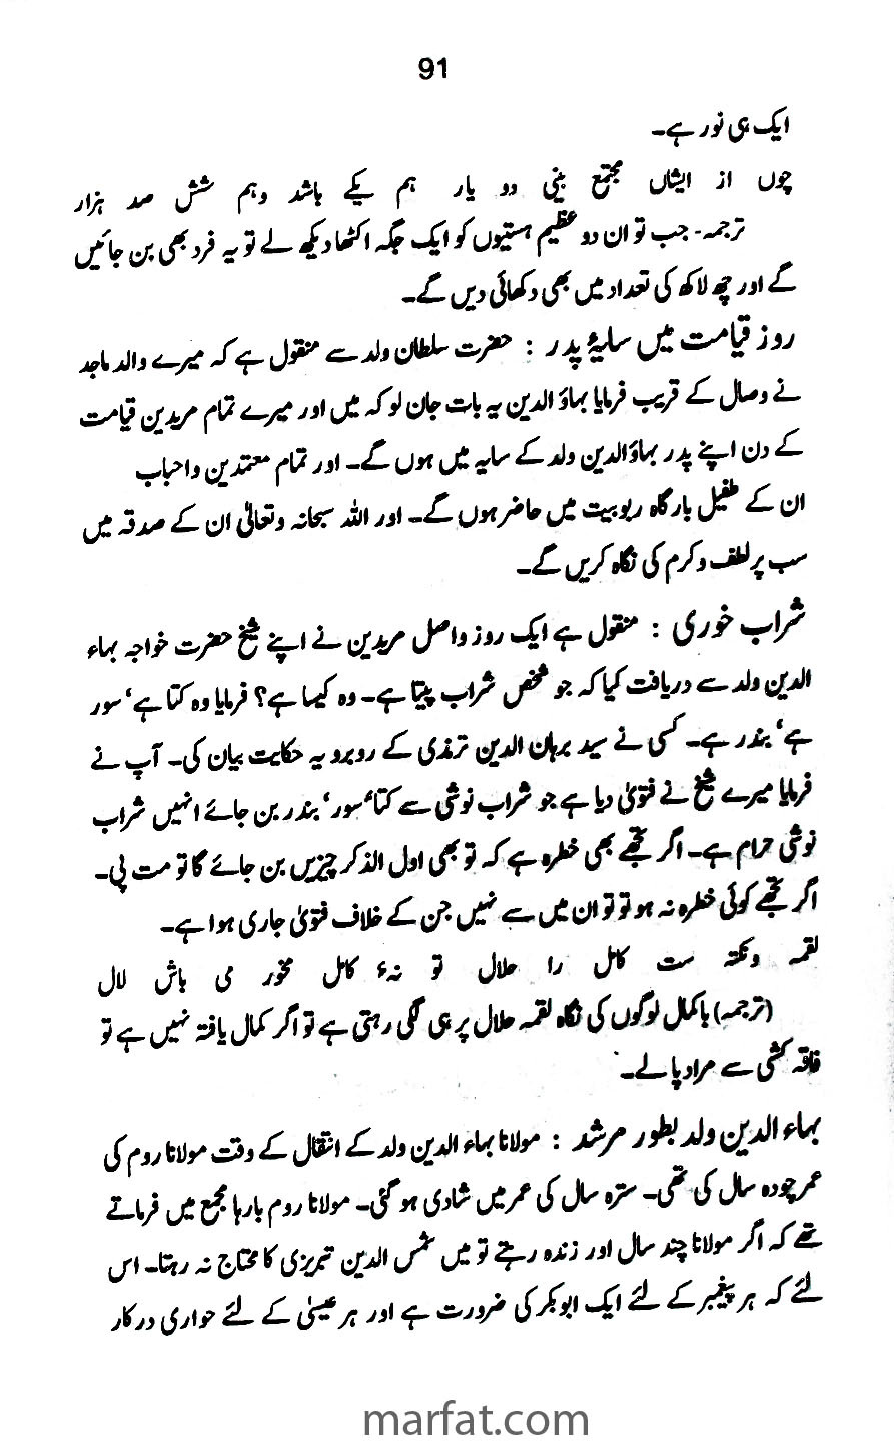 91
ایک ہی نور ہے۔
چوں از ایشاں مجتمع بینی دو یار ہم یکے باشد وہم شش صد ہزار
ترجمہ۔ جب تو ان دو عظیم ہستیوں کو ایک جگہ اکٹھا دیکھ لے تو یہ فرد بھی بن جائیں
گے اور چھ لاکھ کی تعداد میں بھی دکھائی دیں گے۔
روز قیامت میں سایۂ پدر : حضرت سلطان ولد سے منقول ہے کہ میرے والد ماجد
نے وصال کے قریب فرمایا بہاؤ الدین یہ بات جان لو کہ میں اور میرے تمام مریدین قیامت
کے دن اپنے پدر بہاؤ الدین ولد کے سایہ میں ہوں گے۔ اور تمام معتمدین و احباب
ان کے طفیل بارگاہ ربوبیت میں حاضر ہوں گے۔ اور اللہ سبحانہ وتعالیٰ ان کے صدقہ میں
سب پر لطف و کرم کی نگاہ کریں گے۔
شراب خوری : منقول ہے ایک روز واصل مریدین نے اپنے شیخ حضرت خواجہ بہاء
الدین ولد سے دریافت کیا کہ جو شخص شراب پیتا ہے۔ وہ کیسا ہے؟ فرمایا وہ کتا ہے‘ سور
ہے‘ بندر ہے۔ کسی نے سید برہان الدین ترمذی کے روبرو یہ حکایت بیان کی۔ آپ نے
فرمایا میرے شیخ نے فتویٰ دیا ہے جو شراب نوشی سے کتا‘ سور‘ بندر بن جائے انہیں شراب
نوشی حرام ہے۔ اگر تجھے بھی خطرہ ہے کہ تو بھی اول الذکر چیزیں بن جائے گا تو مت پی۔
اگر تجھے کوئی خطرہ نہ ہو تو تو ان میں سے نہیں جن کے خلاف فتویٰ جاری ہوا ہے۔
لقمہ و نکتہ ست کامل را حلال تو نہء کامل مخور می باش لال
(ترجمہ) باکمال لوگوں کی نگاہ لقمہ حلال پر ہی لگی رہتی ہے تو اگر کمال یافتہ نہیں ہے تو
فاقہ کشی سے مراد پالے۔
بہاء الدین ولد بطور مرشد : مولانا بہاء الدین ولد کے انتقال کے وقت مولانا روم کی
عمر چودہ سال کی تھی۔ سترہ سال کی عمر میں شادی ہو گئی۔ مولانا روم بارہا مجمع میں فرماتے
تھے کہ اگر مولانا چند سال اور زندہ رہتے تو میں شمس الدین تبریزی کا محتاج نہ رہتا۔ اس
لئے کہ ہر پیغمبر کے لئے ایک ابوبکر کی ضرورت ہے اور ہر عیسیٰ کے لئے حواری درکار
marfat.com